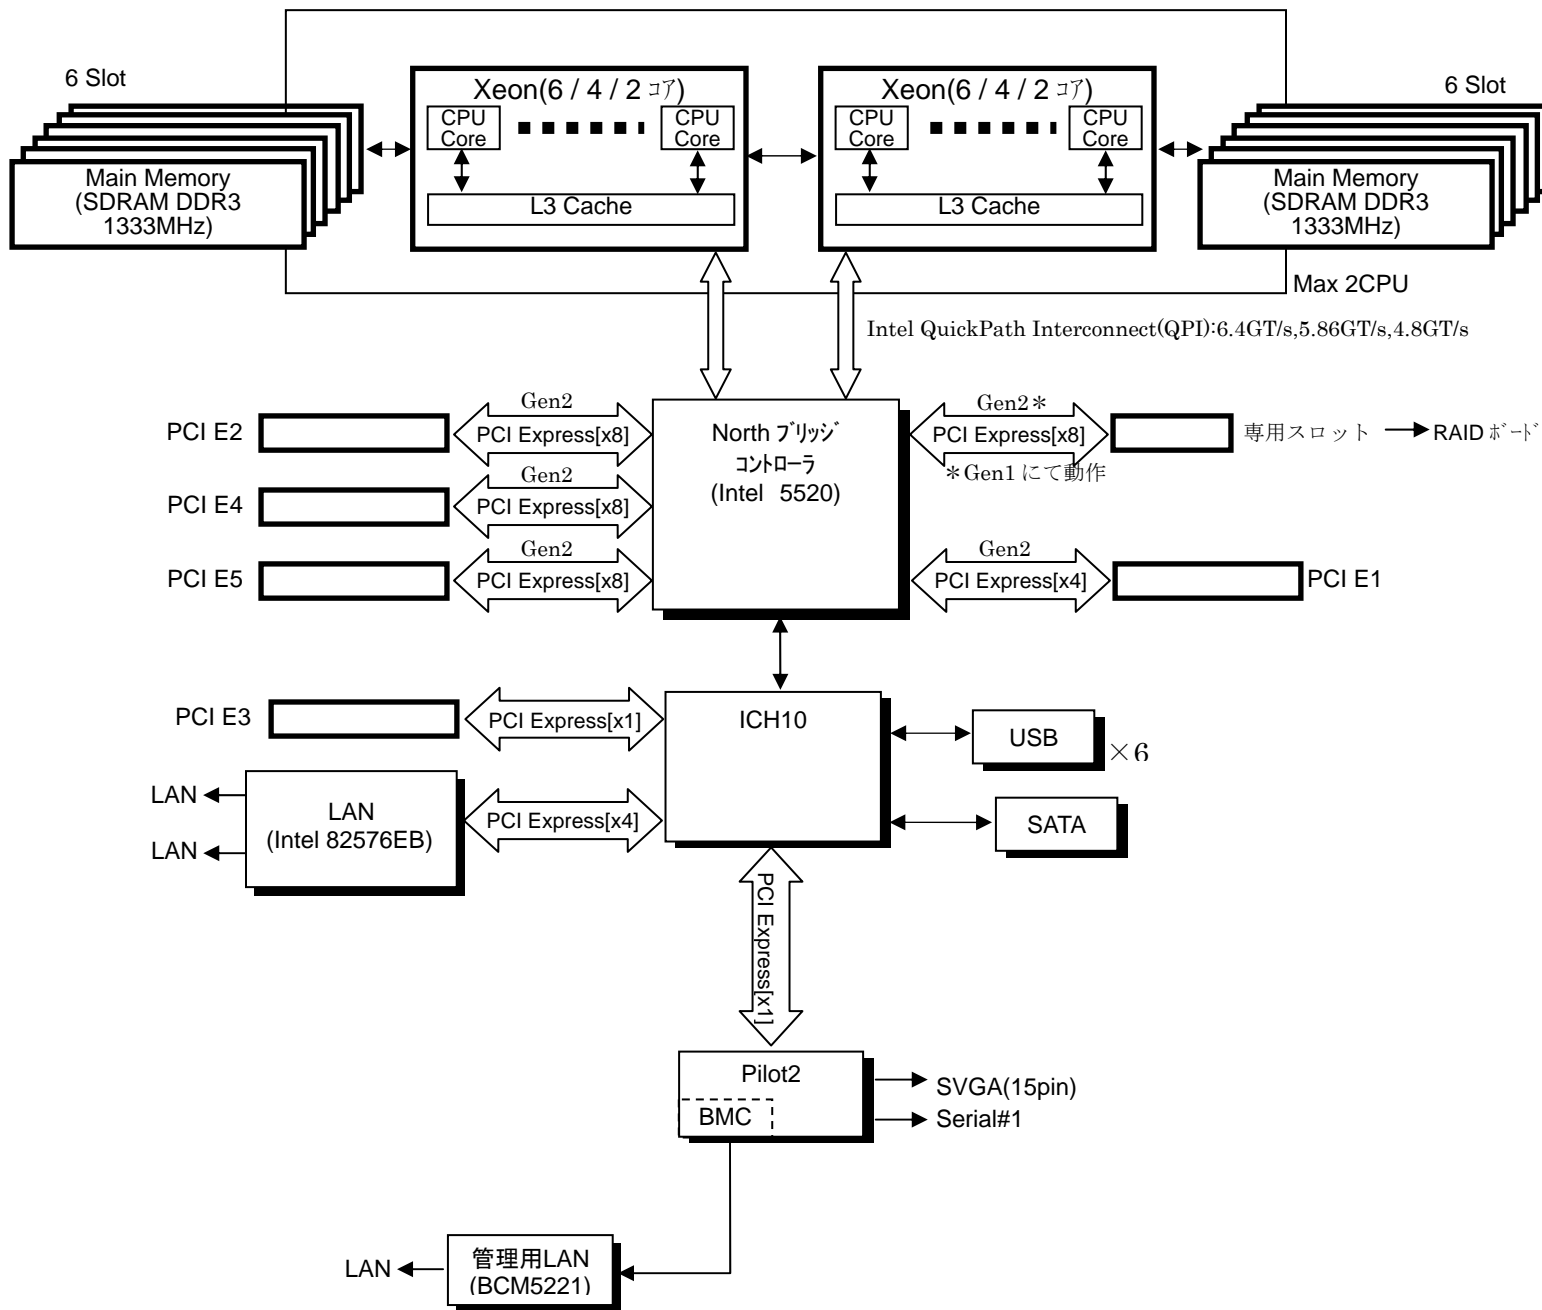 6 Slot
6 Slot
Xeon(6 / 4 / 2 ｺｱ)
CPU
Core
CPU
Core
L3 Cache
Xeon(6 / 4 / 2 ｺｱ)
CPU
Core
CPU
Core
L3 Cache
Main Memory
(SDRAM DDR3
1333MHz)
Main Memory
(SDRAM DDR3
1333MHz)
Max 2CPU
Intel QuickPath Interconnect(QPI):6.4GT/s,5.86GT/s,4.8GT/s
PCI E2
Gen2
PCI Express[x8]
North ﾌﾞﾘｯｼﾞ
ｺﾝﾄﾛｰﾗ
(Intel 5520)
Gen2＊
PCI Express[x8]
＊Gen1 にて動作
専用スロット
RAID ﾎﾞｰﾄﾞ
PCI E4
Gen2
PCI Express[x8]
PCI E5
Gen2
PCI Express[x8]
Gen2
PCI Express[x4]
PCI E1
PCI E3
PCI Express[x1]
ICH10
USB
×6
LAN
LAN
LAN
(Intel 82576EB)
PCI Express[x4]
SATA
PCI Express[x1]
Pilot2
BMC
SVGA(15pin)
Serial#1
LAN
管理用LAN
(BCM5221)